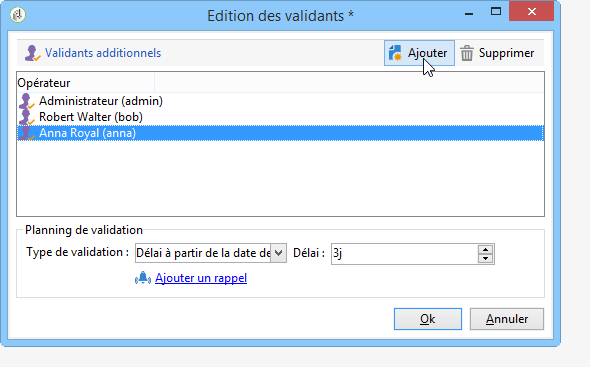 Edition des validants *
Validants additionnels
Ajouter
Supprimer
Opérateur
Administrateur (admin)
Robert Walter (bob)
Anna Royal (anna)
Planning de validation
Type de validation : Délai à partir de la date de Délai : 3j
Ajouter un rappel
Ok
Annuler